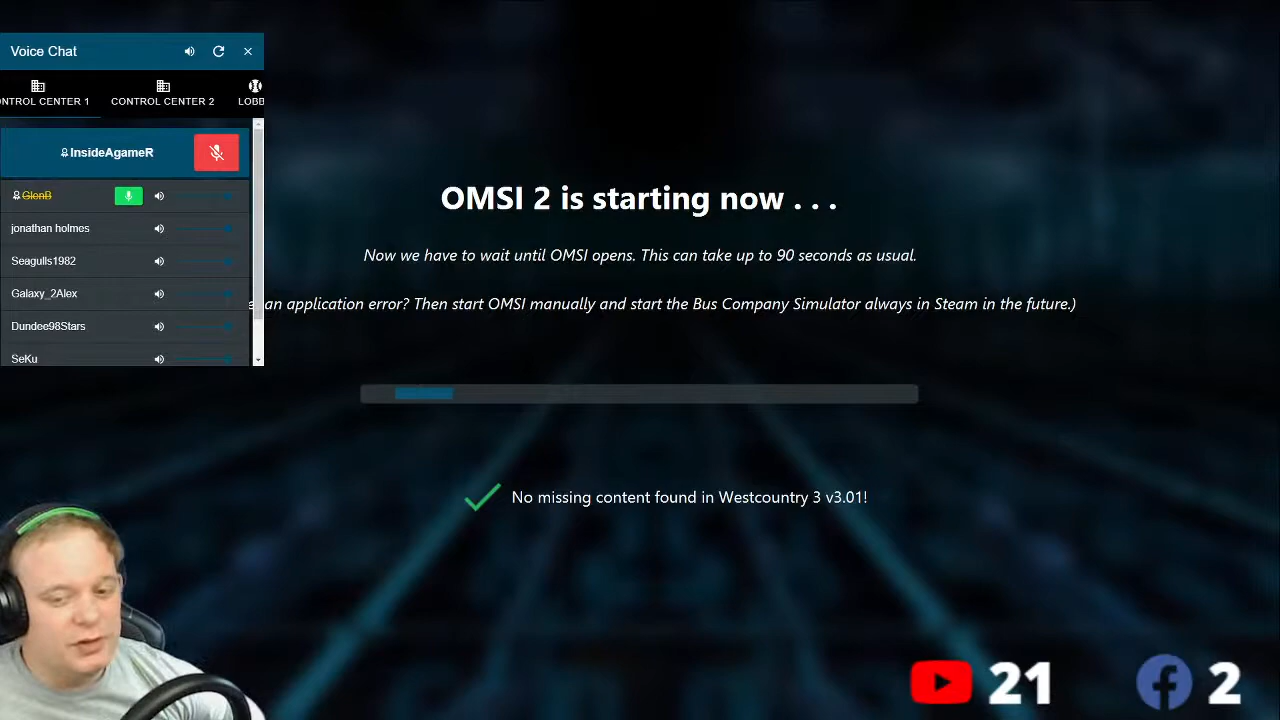 Voice Chat
NTROL CENTER 1
CONTROL CENTER 2
LOBB
InsideAgameR
GlenB
jonathan holmes
Seagulls1982
Galaxy_2Alex
Dundee98Stars
SeKu
OMSI 2 is starting now . . .
Now we have to wait until OMSI opens. This can take up to 90 seconds as usual.
an application error? Then start OMSI manually and start the Bus Company Simulator always in Steam in the future.)
No missing content found in Westcountry 3 v3.01!
21
2